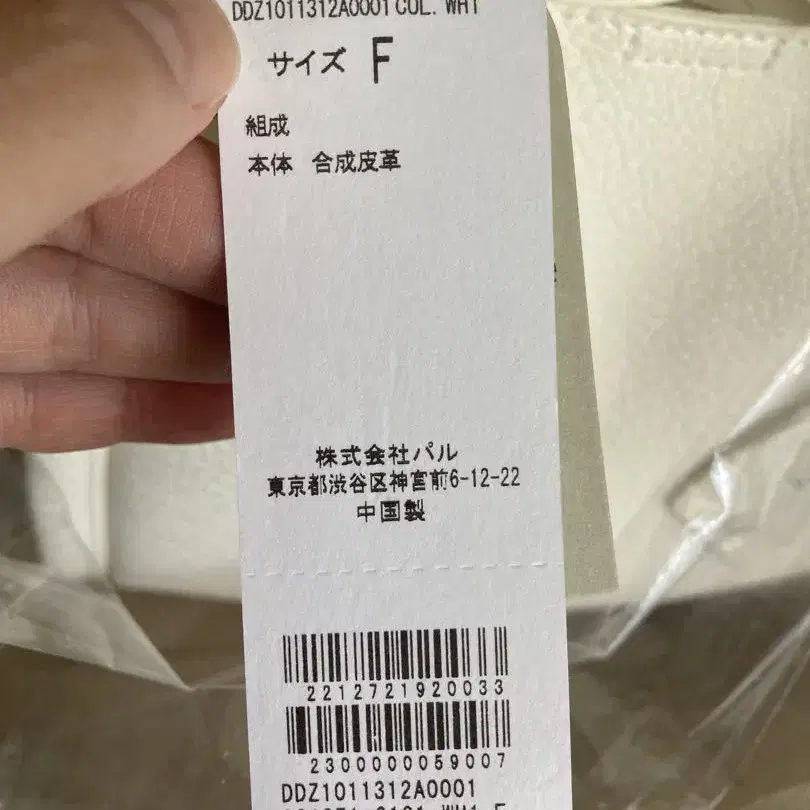 DDZ1011312A0001 COL. WH1
サイズ F
組成
本体 合成皮革
株式会社パル
東京都渋谷区神宮前6-12-22
中国製
2212721920033
2300000059007
DDZ1011312A0001